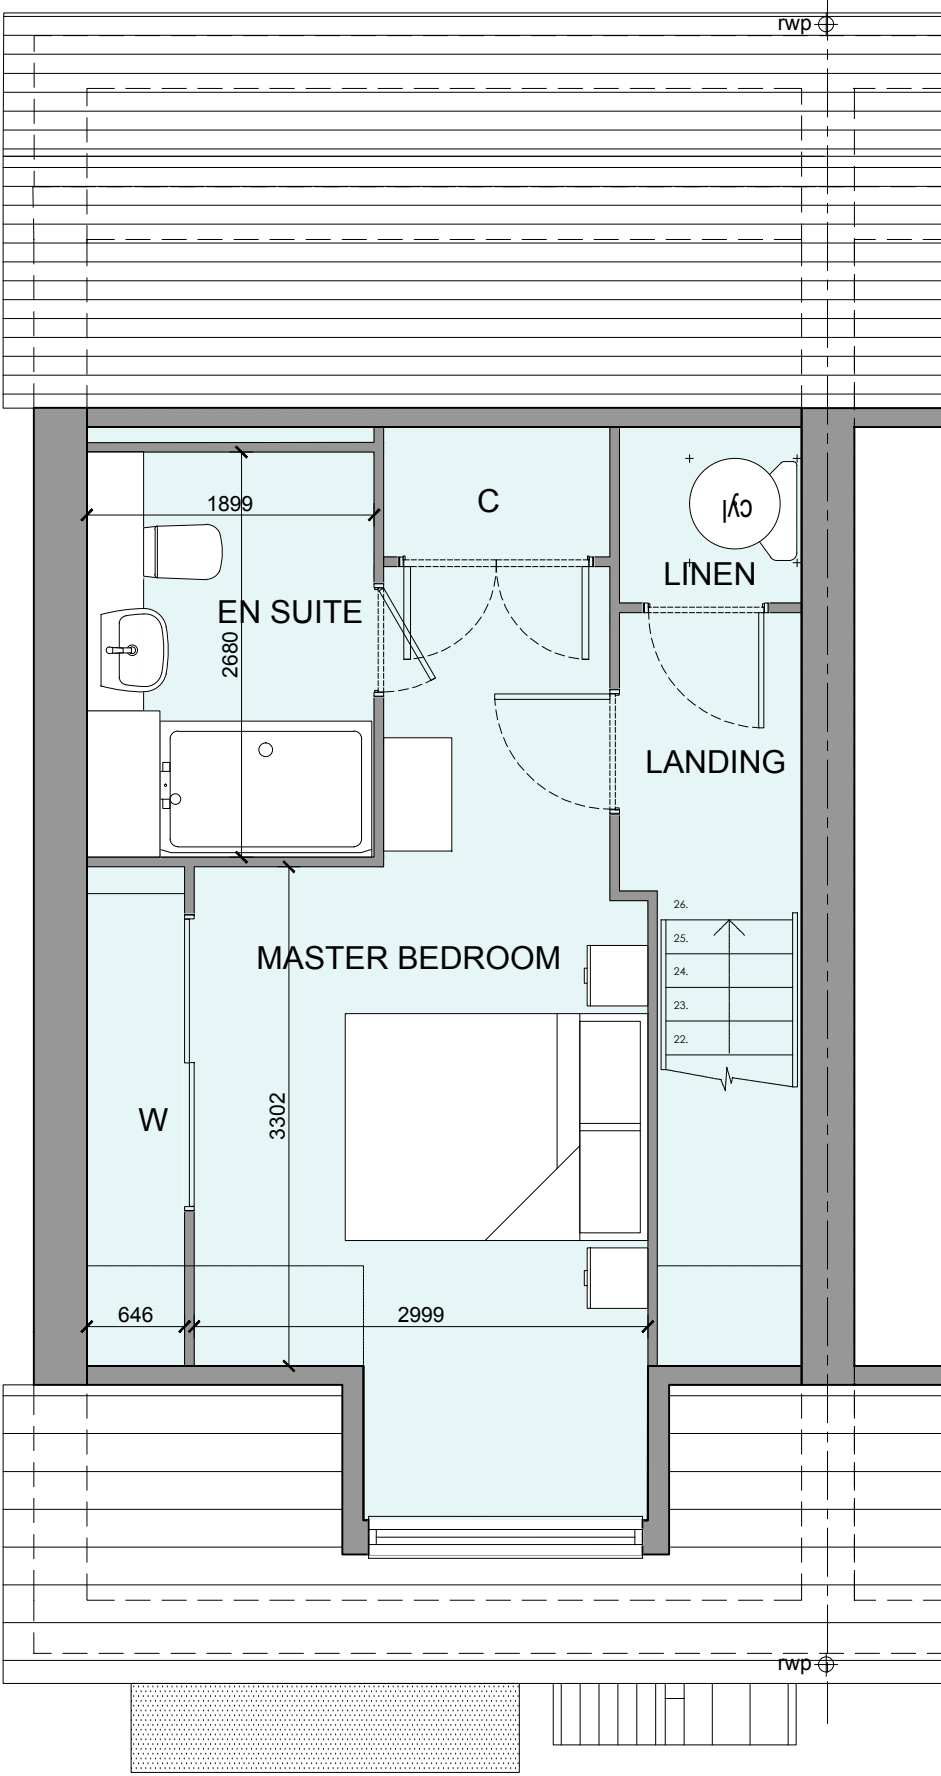 rwp
1899
C
cyl
LINEN
EN SUITE
2680
LANDING
26.
25.
24.
23.
22.
MASTER BEDROOM
W
3302
646
2999
rwp